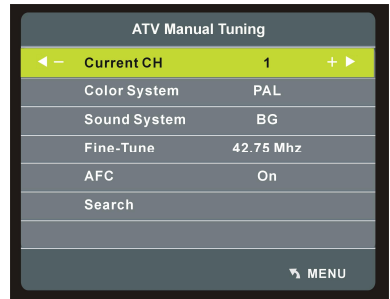 ATV Manual Tuning
− Current CH 1 +
Color System PAL
Sound System BG
Fine-Tune 42.75 Mhz
AFC On
Search
MENU